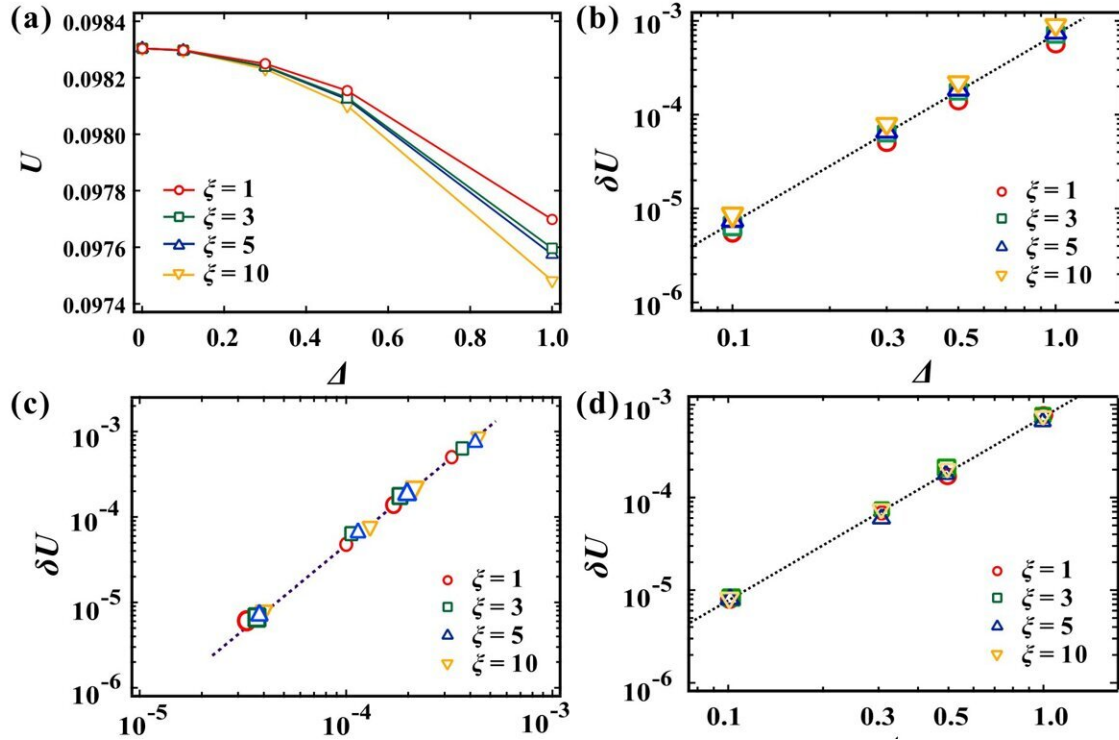 (a)
0.0984
0.0982
0.0980
0.0978
0.0976
0.0974
U
ξ = 1
ξ = 3
ξ = 5
ξ = 10
0 0.2 0.4 0.6 0.8 1.0
Δ
(b)
10⁻³
10⁻⁴
10⁻⁵
10⁻⁶
δU
ξ = 1
ξ = 3
ξ = 5
ξ = 10
0.1 0.3 0.5 1.0
Δ
(c)
10⁻³
10⁻⁴
10⁻⁵
10⁻⁶
δU
ξ = 1
ξ = 3
ξ = 5
ξ = 10
10⁻⁵ 10⁻⁴ 10⁻³
(d)
10⁻³
10⁻⁴
10⁻⁵
10⁻⁶
δU
ξ = 1
ξ = 3
ξ = 5
ξ = 10
0.1 0.3 0.5 1.0